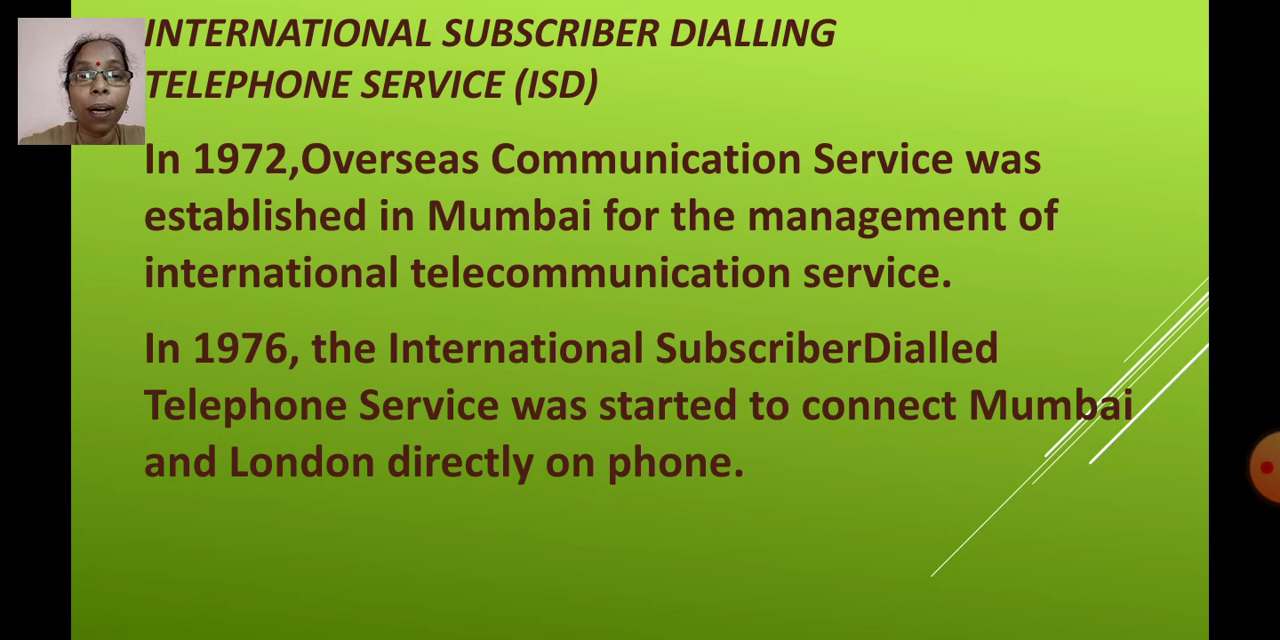 INTERNATIONAL SUBSCRIBER DIALLING
TELEPHONE SERVICE (ISD)
In 1972,Overseas Communication Service was
established in Mumbai for the management of
international telecommunication service.
In 1976, the International SubscriberDialled
Telephone Service was started to connect Mumbai
and London directly on phone.